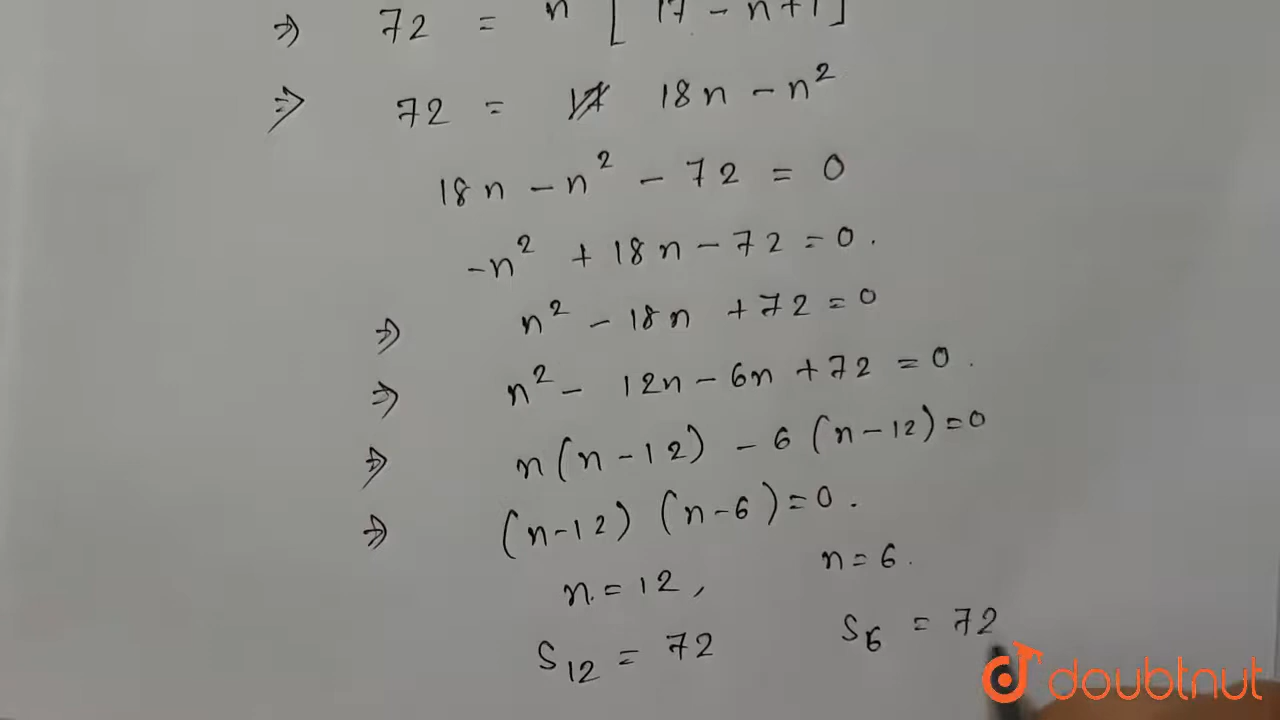 ⇒ 72 = n [ 17 - n + 1 ]
⇒ 72 = 18n - n²
18n - n² - 72 = 0
-n² + 18n - 72 = 0.
⇒ n² - 18n + 72 = 0
⇒ n² - 12n - 6n + 72 = 0.
⇒ n(n-12) - 6(n-12) = 0
⇒ (n-12) (n-6) = 0.
n = 12, n = 6.
S₁₂ = 72 S₆ = 72
doubtnut